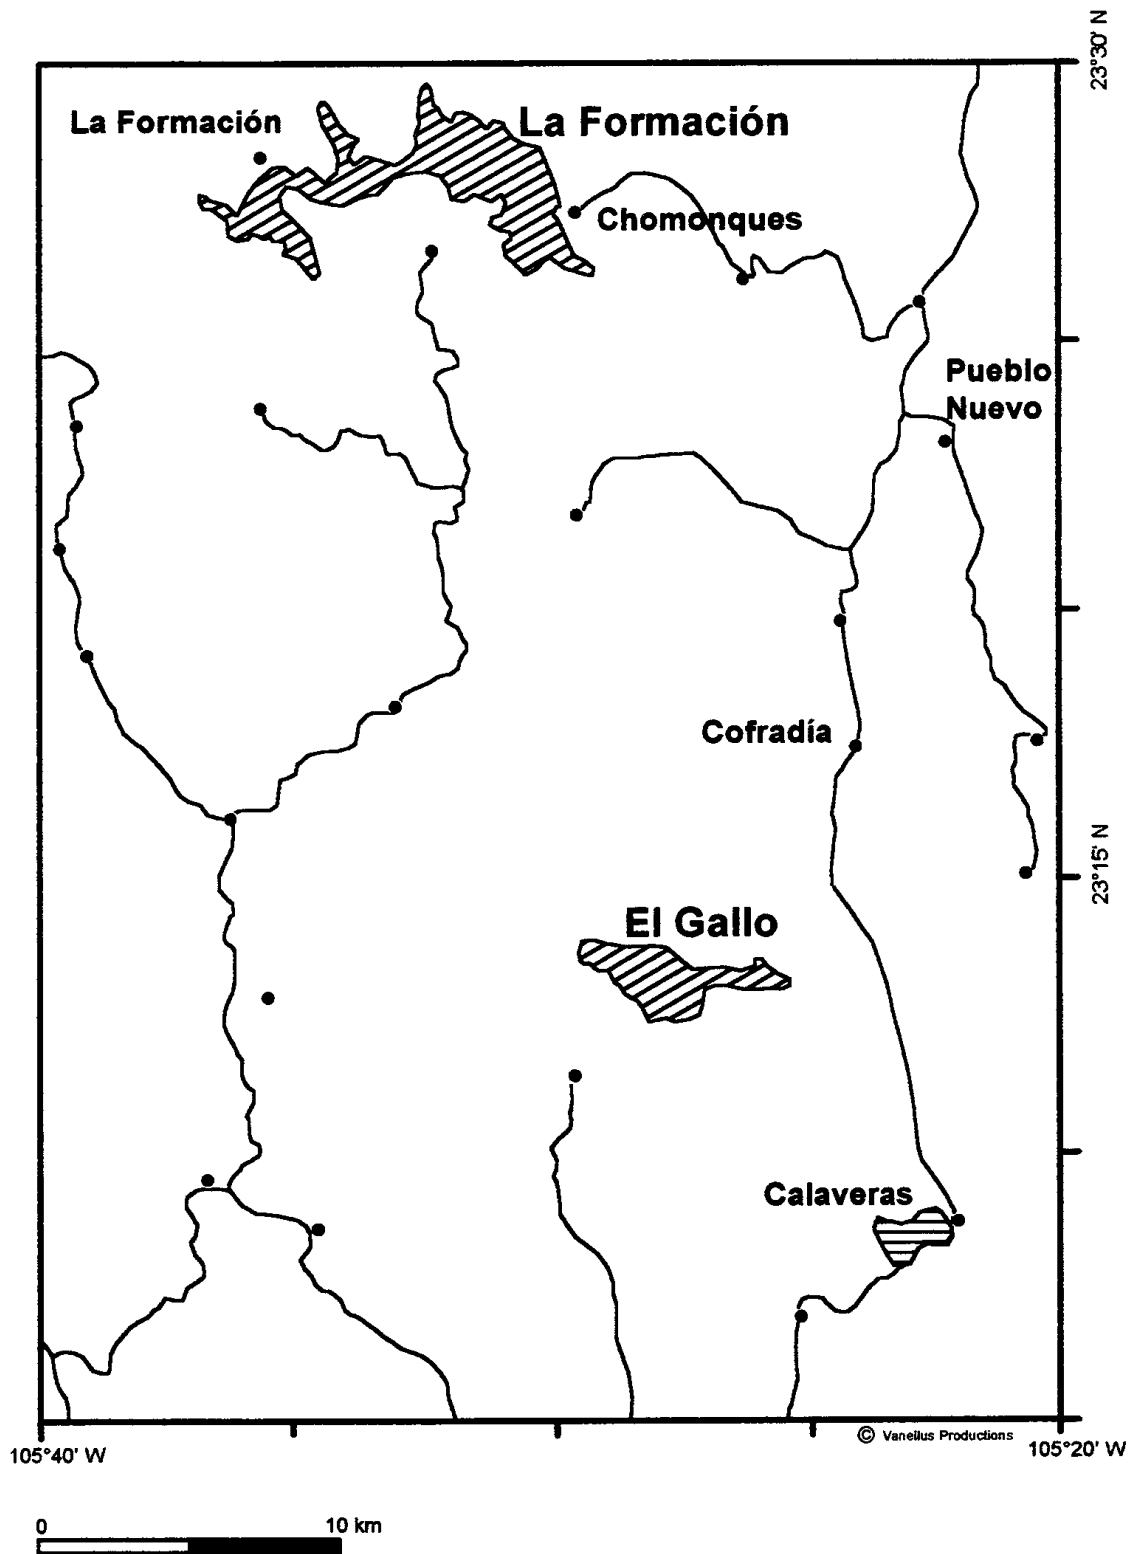 23°30' N
La Formación
La Formación
Chomonques
Pueblo
Nuevo
Cofradía
23°15' N
El Gallo
Calaveras
© Vanellus Productions
105°40' W
105°20' W
0
10 km